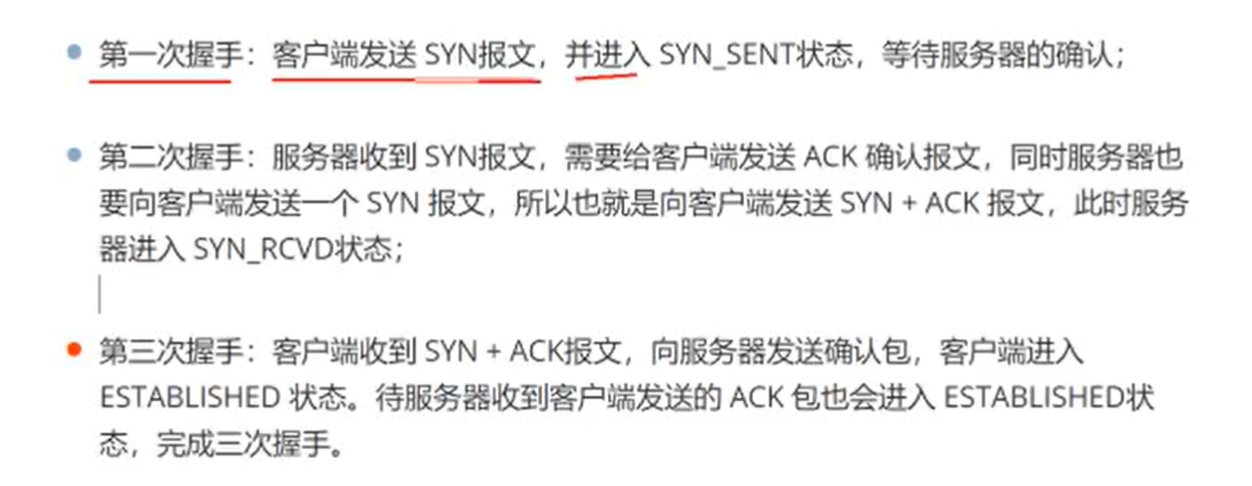 第一次握手：客户端发送 SYN报文，并进入 SYN_SENT状态，等待服务器的确认；
第二次握手：服务器收到 SYN报文，需要给客户端发送 ACK 确认报文，同时服务器也
要向客户端发送一个 SYN 报文，所以也就是向客户端发送 SYN + ACK 报文，此时服务
器进入 SYN_RCVD状态；
第三次握手：客户端收到 SYN + ACK报文，向服务器发送确认包，客户端进入
ESTABLISHED 状态。待服务器收到客户端发送的 ACK 包也会进入 ESTABLISHED状
态，完成三次握手。